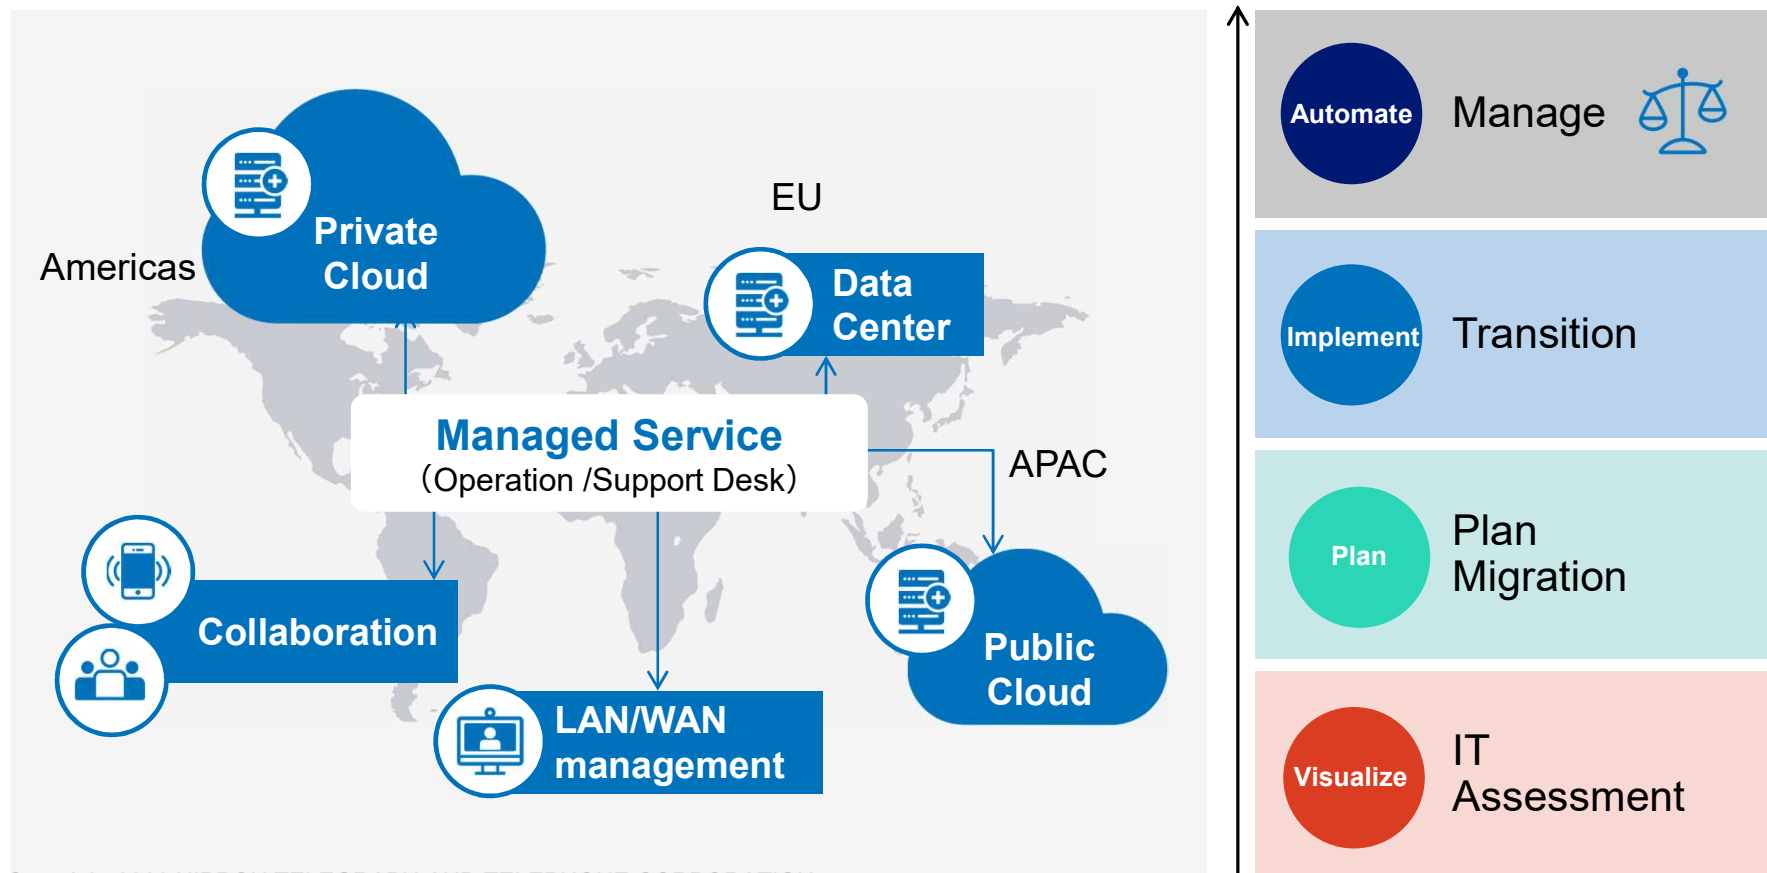 Americas
Private
Cloud
EU
Data
Center
Managed Service
（Operation /Support Desk）
APAC
Collaboration
LAN/WAN
management
Public
Cloud
Automate
Manage
Implement
Transition
Plan
Plan
Migration
Visualize
IT
Assessment